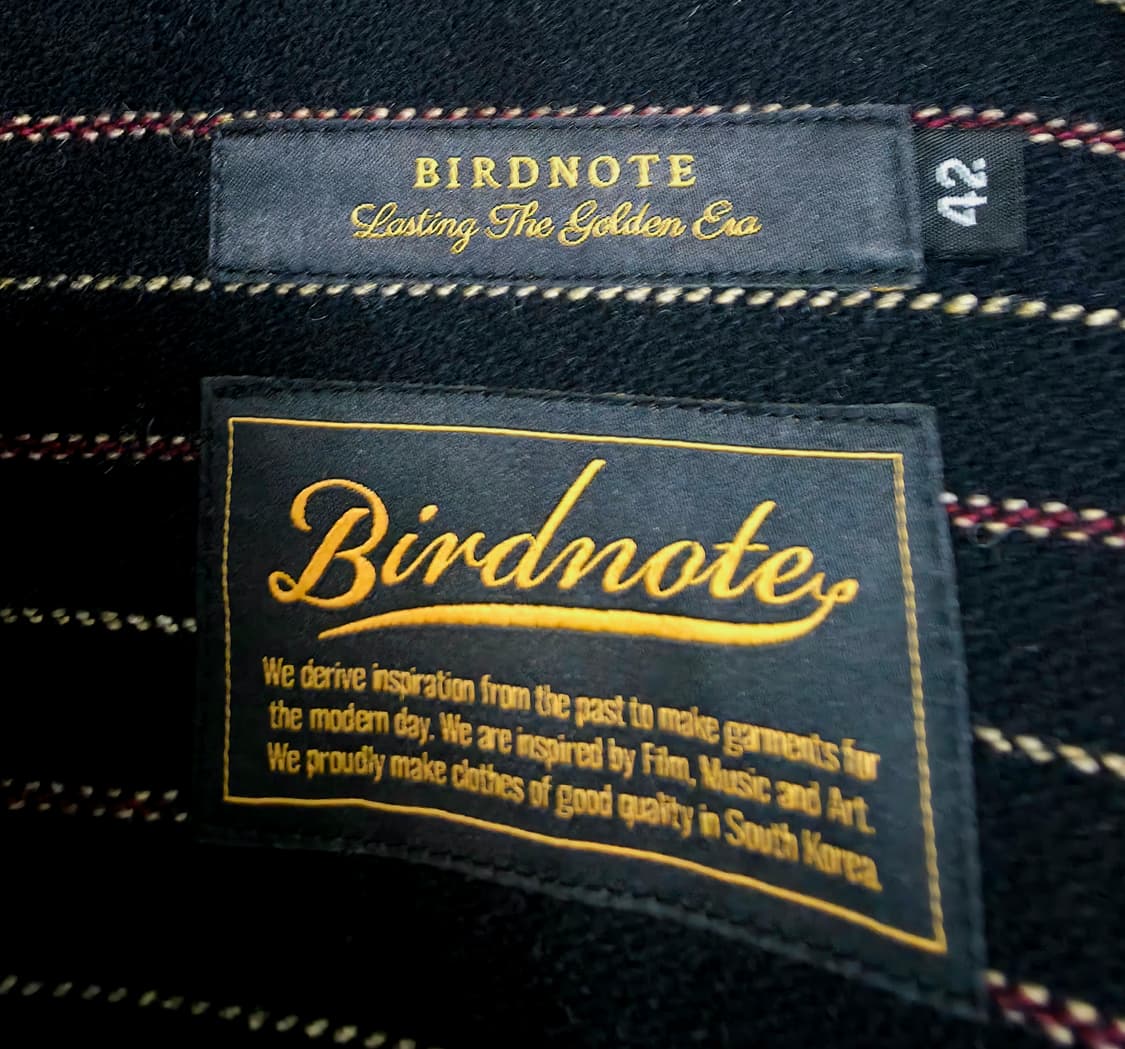 BIRDNOTE
Lasting The Golden Era
42
Birdnote
We derive inspiration from the past to make garments for
the modern day. We are inspired by Film, Music and Art.
We proudly make clothes of good quality in South Korea.